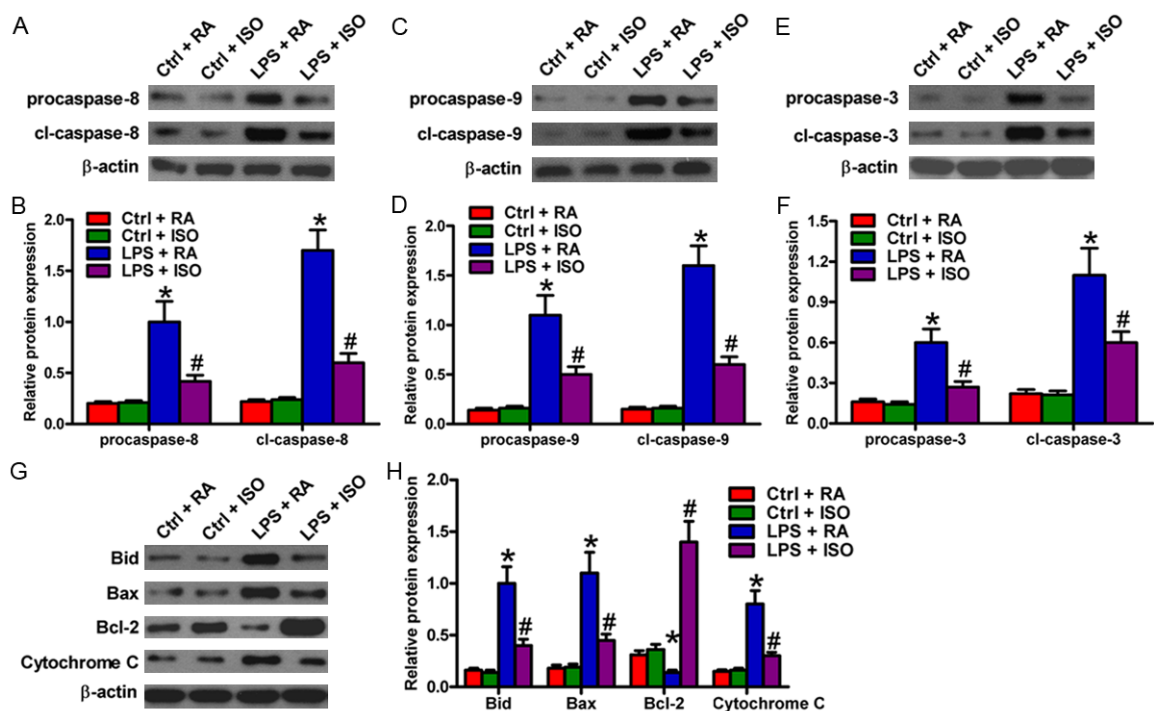 A
Ctrl + RA
Ctrl + ISO
LPS + RA
LPS + ISO
procaspase-8
cl-caspase-8
β-actin
C
Ctrl + RA
Ctrl + ISO
LPS + RA
LPS + ISO
procaspase-9
cl-caspase-9
β-actin
E
Ctrl + RA
Ctrl + ISO
LPS + RA
LPS + ISO
procaspase-3
cl-caspase-3
β-actin
B
Relative protein expression
2.0
1.5
1.0
0.5
0.0
Ctrl + RA
Ctrl + ISO
LPS + RA
LPS + ISO
*
#
*
#
procaspase-8
cl-caspase-8
D
Relative protein expression
2.0
1.5
1.0
0.5
0.0
Ctrl + RA
Ctrl + ISO
LPS + RA
LPS + ISO
*
#
*
#
procaspase-9
cl-caspase-9
F
Relative protein expression
1.5
1.2
0.9
0.6
0.3
0.0
Ctrl + RA
Ctrl + ISO
LPS + RA
LPS + ISO
*
#
*
#
procaspase-3
cl-caspase-3
G
Ctrl + RA
Ctrl + ISO
LPS + RA
LPS + ISO
Bid
Bax
Bcl-2
Cytochrome C
β-actin
H
Relative protein expression
2.0
1.5
1.0
0.5
0.0
Ctrl + RA
Ctrl + ISO
LPS + RA
LPS + ISO
*
#
*
#
*
#
*
#
Bid
Bax
Bcl-2
Cytochrome C